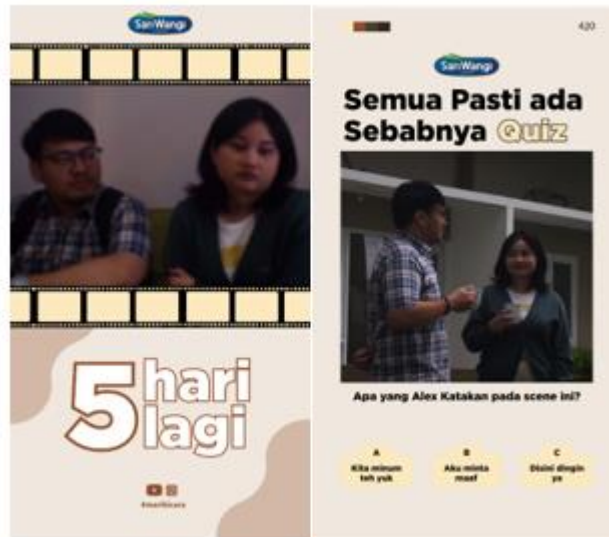 SariWangi
5 hari
lagi
420
SariWangi
Semua Pasti ada
Sebabnya Quiz
Apa yang Alex Katakan pada scene ini?
A
Kita minum
teh yuk
B
Aku minta
maaf
C
Disini dingin
ya